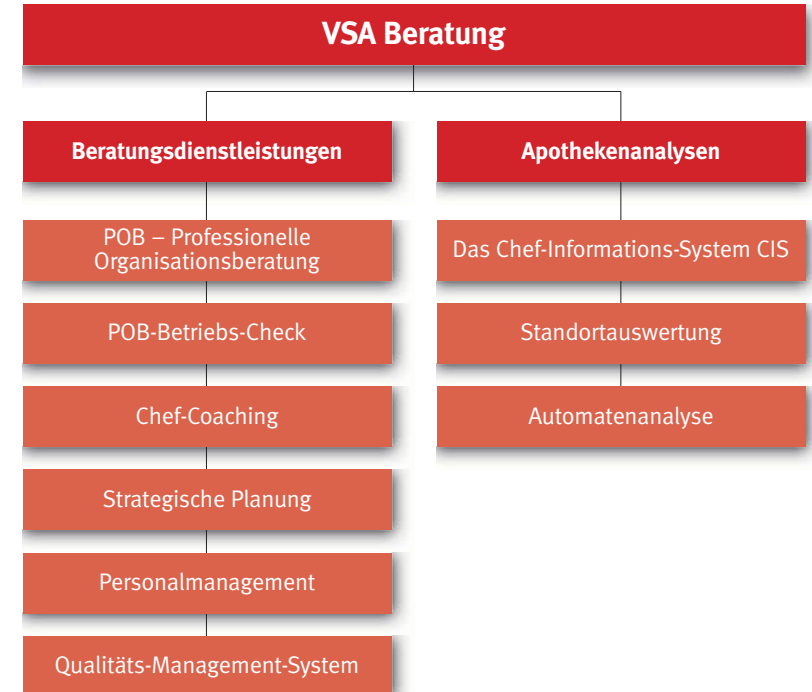 VSA Beratung
Beratungsdienstleistungen
POB – Professionelle
Organisationsberatung
POB-Betriebs-Check
Chef-Coaching
Strategische Planung
Personalmanagement
Qualitäts-Management-System
Apothekenanalysen
Das Chef-Informations-System CIS
Standortauswertung
Automatenanalyse